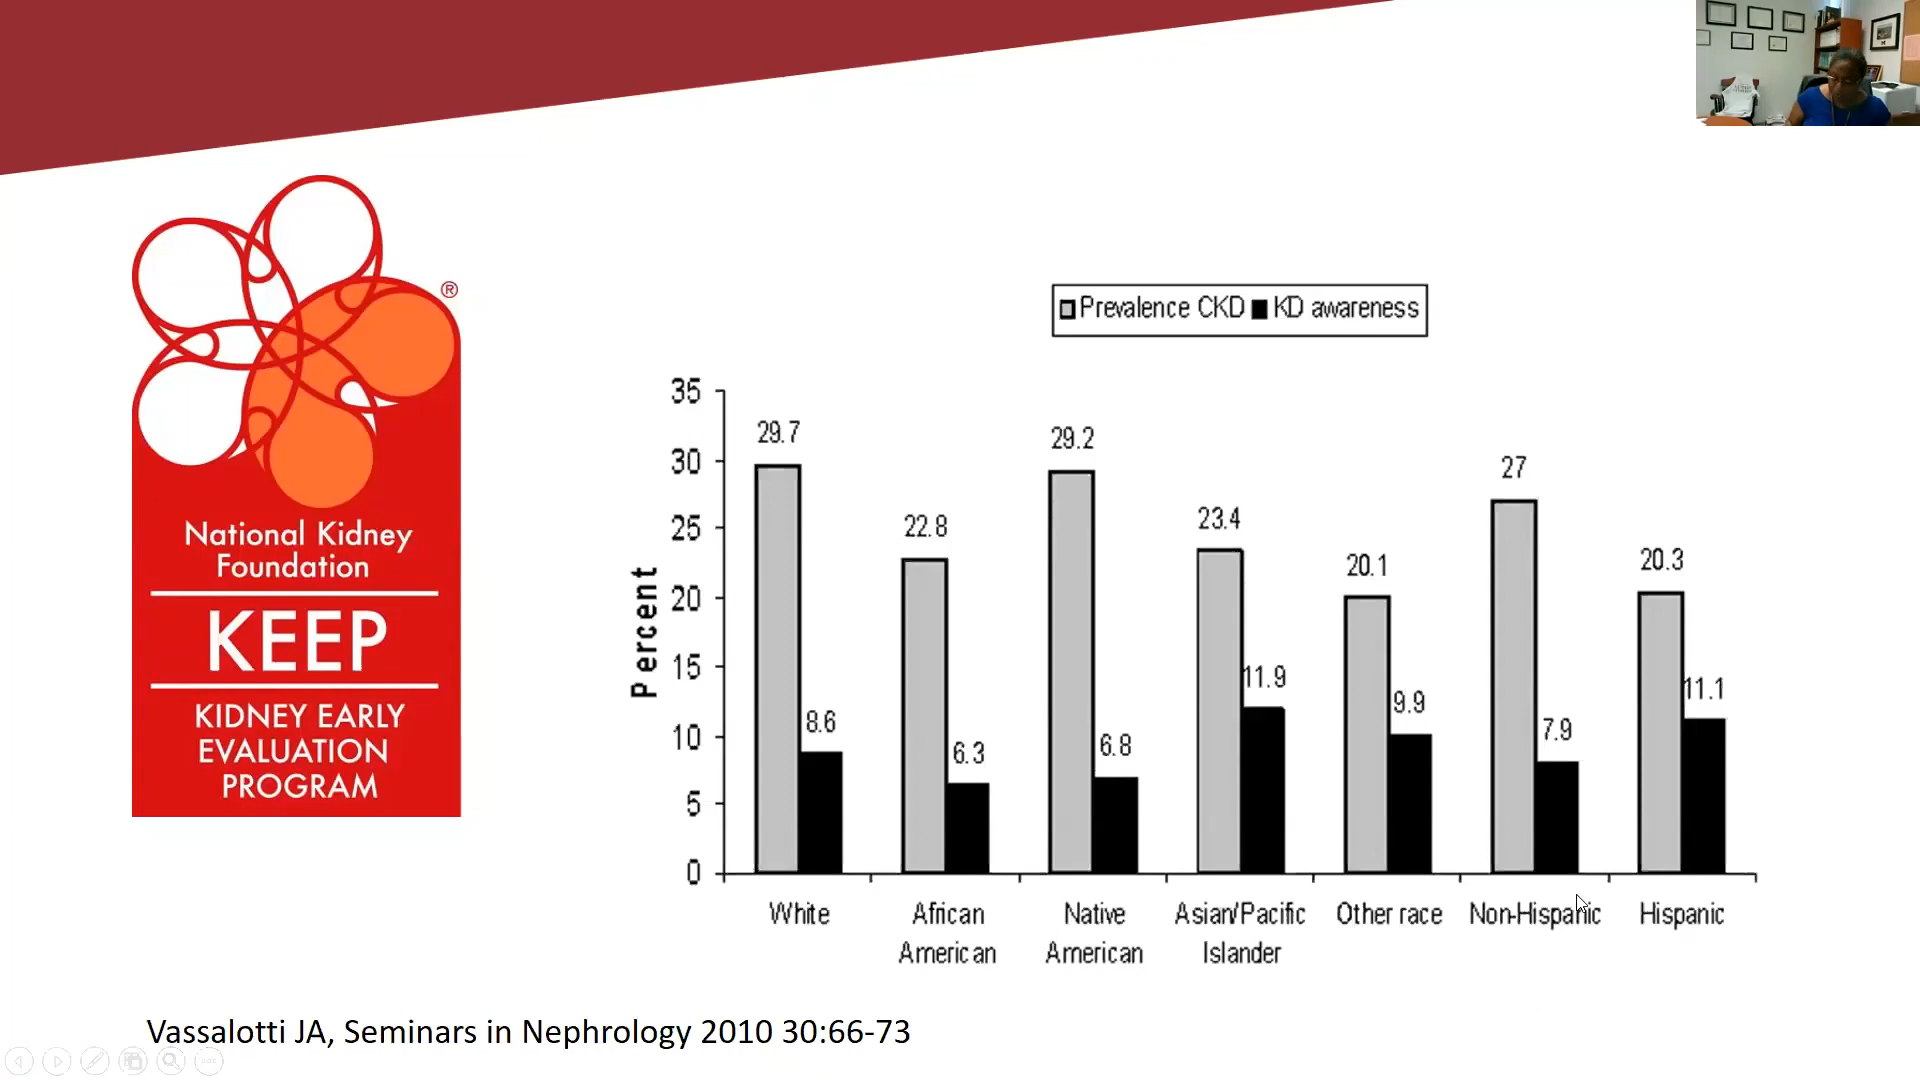 ®
National Kidney
Foundation
KEEP
KIDNEY EARLY
EVALUATION
PROGRAM
Prevalence CKD KD awareness
Percent
35
30
25
20
15
10
5
0
29.7
8.6
22.8
6.3
29.2
6.8
23.4
11.9
20.1
9.9
27
7.9
20.3
11.1
White
African
American
Native
American
Asian/Pacific
Islander
Other race
Non-Hispanic
Hispanic
Vassalotti JA, Seminars in Nephrology 2010 30:66-73